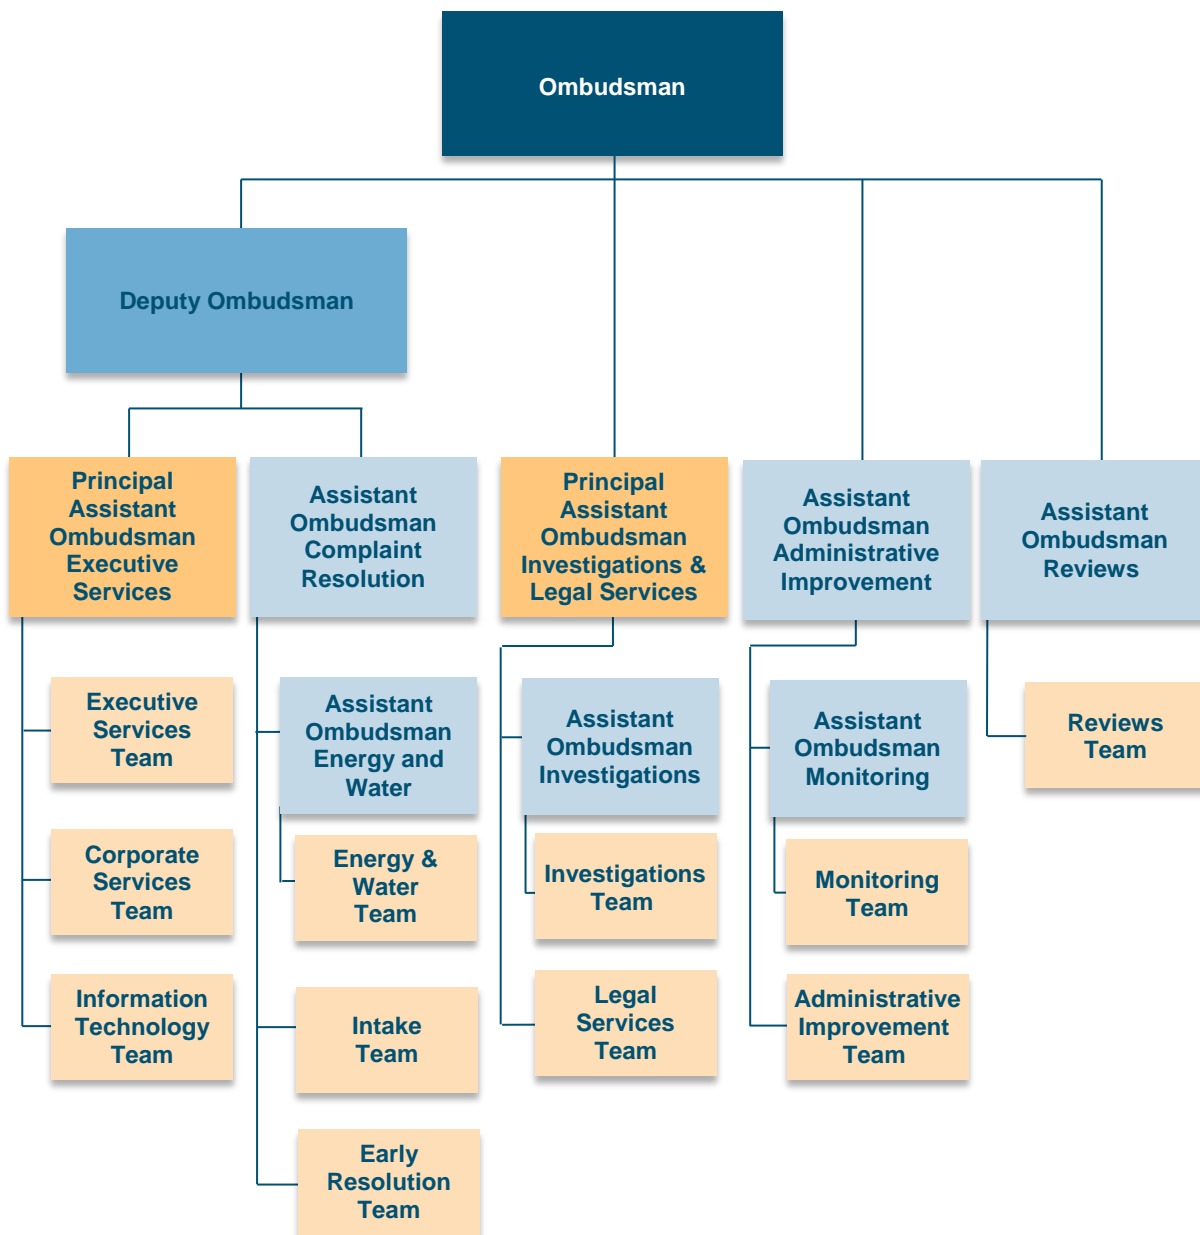 Ombudsman
Deputy Ombudsman
Principal
Assistant
Ombudsman
Executive
Services
Assistant
Ombudsman
Complaint
Resolution
Principal
Assistant
Ombudsman
Investigations &
Legal Services
Assistant
Ombudsman
Administrative
Improvement
Assistant
Ombudsman
Reviews
Executive
Services
Team
Assistant
Ombudsman
Energy and
Water
Assistant
Ombudsman
Investigations
Assistant
Ombudsman
Monitoring
Reviews
Team
Corporate
Services
Team
Energy &
Water
Team
Investigations
Team
Monitoring
Team
Information
Technology
Team
Intake
Team
Legal
Services
Team
Administrative
Improvement
Team
Early
Resolution
Team